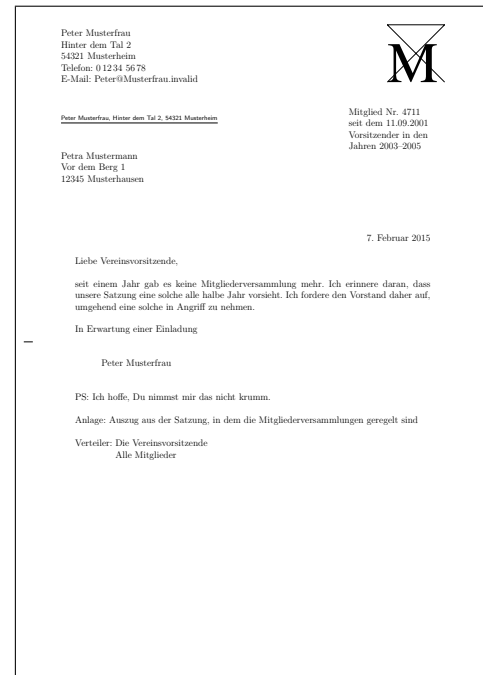 Peter Musterfrau
Hinter dem Tal 2
54321 Musterheim
Telefon: 0 12 34 56 78
E-Mail: Peter@Musterfrau.invalid
M
Peter Musterfrau, Hinter dem Tal 2, 54321 Musterheim
Mitglied Nr. 4711
seit dem 11.09.2001
Vorsitzender in den
Jahren 2003–2005
Petra Mustermann
Vor dem Berg 1
12345 Musterhausen
7. Februar 2015
Liebe Vereinsvorsitzende,
seit einem Jahr gab es keine Mitgliederversammlung mehr. Ich erinnere daran, dass
unsere Satzung eine solche alle halbe Jahr vorsieht. Ich fordere den Vorstand daher auf,
umgehend eine solche in Angriff zu nehmen.
In Erwartung einer Einladung
Peter Musterfrau
PS: Ich hoffe, Du nimmst mir das nicht krumm.
Anlage: Auszug aus der Satzung, in dem die Mitgliederversammlungen geregelt sind
Verteiler: Die Vereinsvorsitzende
Alle Mitglieder